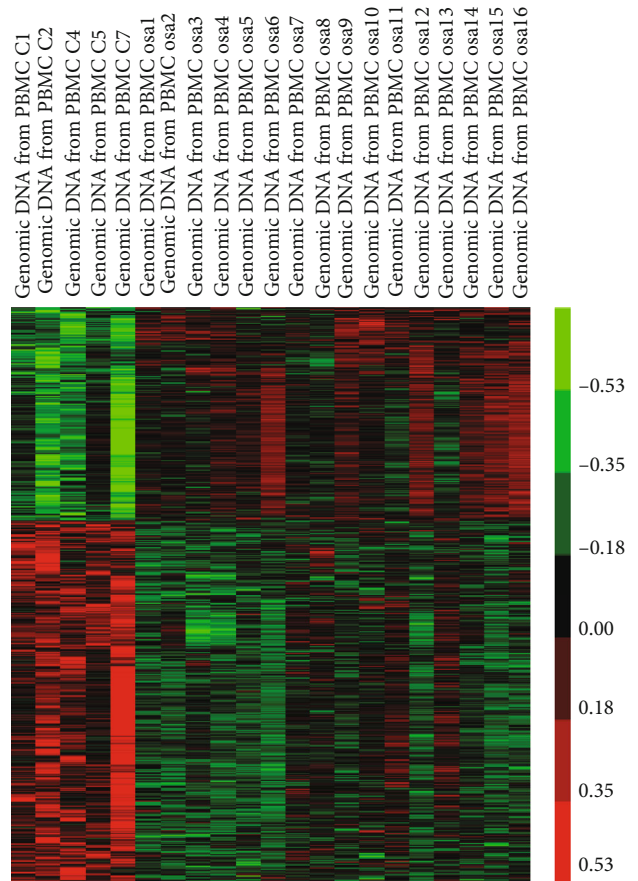 Genomic DNA from PBMC C1
Genomic DNA from PBMC C2
Genomic DNA from PBMC C4
Genomic DNA from PBMC C5
Genomic DNA from PBMC C7
Genomic DNA from PBMC osa1
Genomic DNA from PBMC osa2
Genomic DNA from PBMC osa3
Genomic DNA from PBMC osa4
Genomic DNA from PBMC osa5
Genomic DNA from PBMC osa6
Genomic DNA from PBMC osa7
Genomic DNA from PBMC osa8
Genomic DNA from PBMC osa9
Genomic DNA from PBMC osa10
Genomic DNA from PBMC osa11
Genomic DNA from PBMC osa12
Genomic DNA from PBMC osa13
Genomic DNA from PBMC osa14
Genomic DNA from PBMC osa15
Genomic DNA from PBMC osa16
−0.53
−0.35
−0.18
0.00
0.18
0.35
0.53